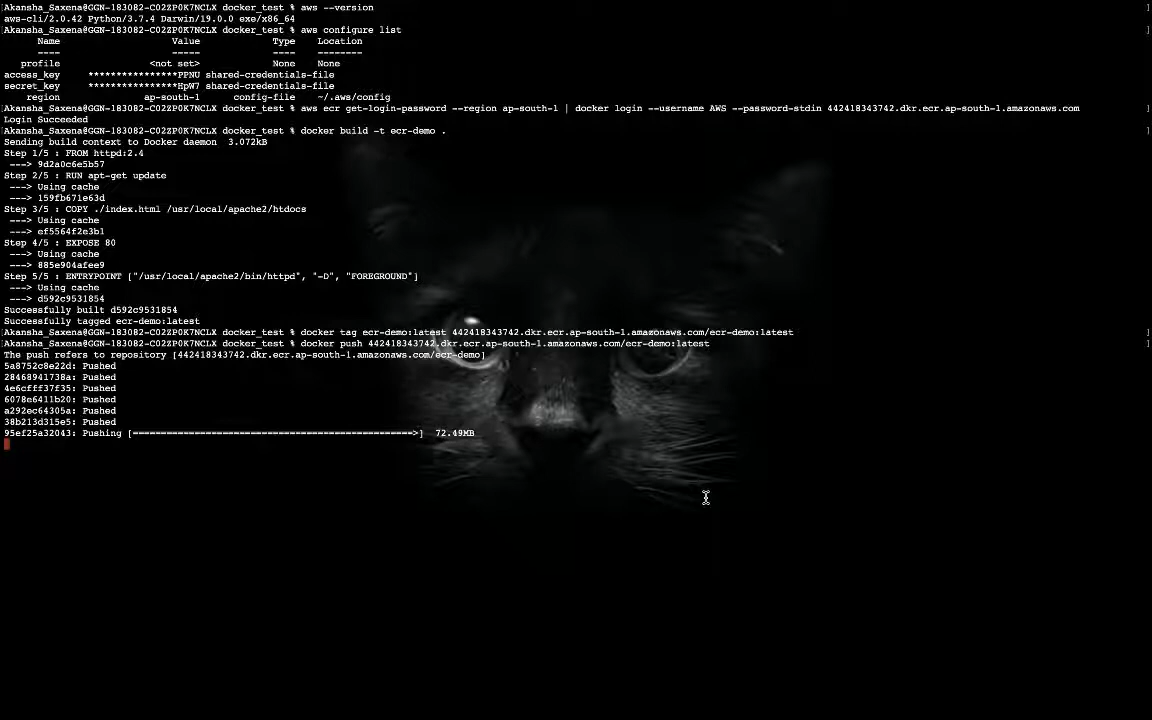 Akansha_Saxena@GGN-183082-C02ZP0K7NCLX docker_test % aws --version
aws-cli/2.0.42 Python/3.7.4 Darwin/19.0.0 exe/x86_64
Akansha_Saxena@GGN-183082-C02ZP0K7NCLX docker_test % aws configure list
Name Value Type Location
---- ----- ---- --------
profile <not set> None None
access_key ****************PPNU shared-credentials-file
secret_key ****************HpW7 shared-credentials-file
region ap-south-1 config-file ~/.aws/config
Akansha_Saxena@GGN-183082-C02ZP0K7NCLX docker_test % aws ecr get-login-password --region ap-south-1 | docker login --username AWS --password-stdin 442418343742.dkr.ecr.ap-south-1.amazonaws.com
Login Succeeded
Akansha_Saxena@GGN-183082-C02ZP0K7NCLX docker_test % docker build -t ecr-demo .
Sending build context to Docker daemon 3.072kB
Step 1/5 : FROM httpd:2.4
---> 9d2a0c6e5b57
Step 2/5 : RUN apt-get update
---> Using cache
---> 159fb671e63d
Step 3/5 : COPY ./index.html /usr/local/apache2/htdocs
---> Using cache
---> ef5564f2e3b1
Step 4/5 : EXPOSE 80
---> Using cache
---> 885e904afee9
Step 5/5 : ENTRYPOINT ["/usr/local/apache2/bin/httpd", "-D", "FOREGROUND"]
---> Using cache
---> d592c9531854
Successfully built d592c9531854
Successfully tagged ecr-demo:latest
Akansha_Saxena@GGN-183082-C02ZP0K7NCLX docker_test % docker tag ecr-demo:latest 442418343742.dkr.ecr.ap-south-1.amazonaws.com/ecr-demo:latest
Akansha_Saxena@GGN-183082-C02ZP0K7NCLX docker_test % docker push 442418343742.dkr.ecr.ap-south-1.amazonaws.com/ecr-demo:latest
The push refers to repository [442418343742.dkr.ecr.ap-south-1.amazonaws.com/ecr-demo]
5a8752c8e22d: Pushed
28468941738a: Pushed
4e6cfff37f35: Pushed
6078e6411b20: Pushed
a292ec64305a: Pushed
38b213d315e5: Pushed
95ef25a32043: Pushing [==================================================>] 72.49MB